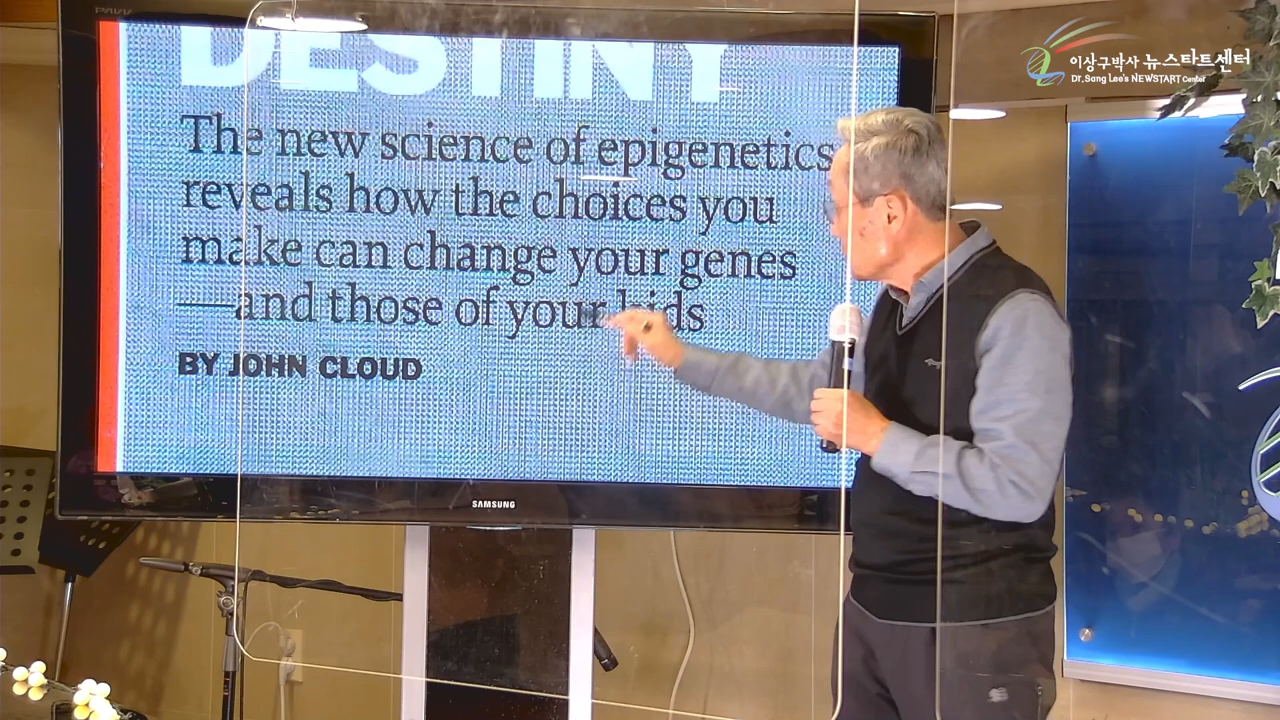 DESTINY
The new science of epigenetics
reveals how the choices you
make can change your genes
—and those of your kids
BY JOHN CLOUD
SAMSUNG
이상구박사 뉴스타트센터
Dr. Sang Lee's NEWSTART Center